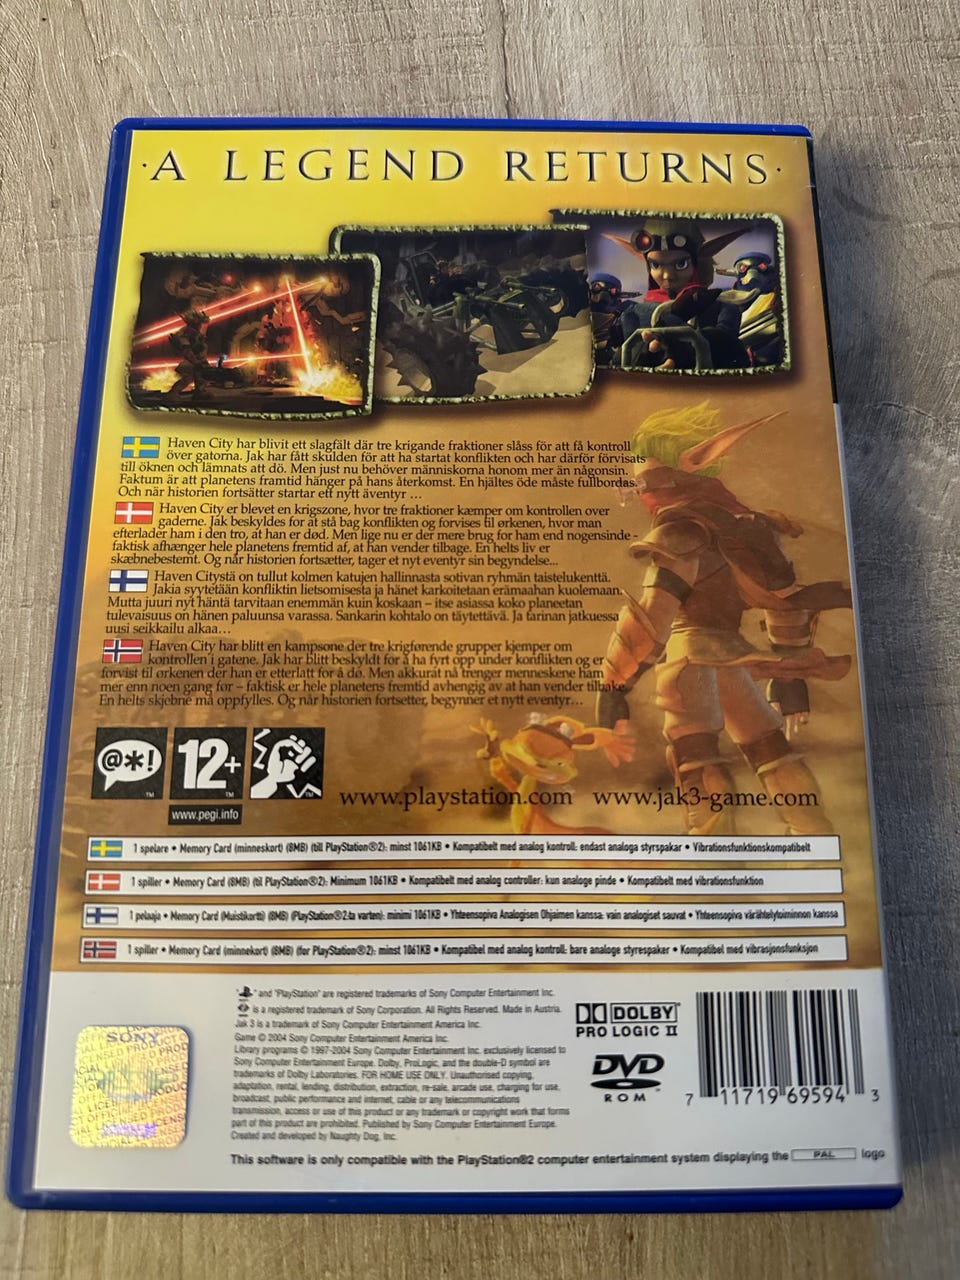 · A LEGEND RETURNS ·
Haven City har blivit ett slagfält där tre krigande fraktioner slåss för att få kontroll
över gatorna. Jak har fått skulden för att ha startat konflikten och har därför förvisats
till öknen och lämnats att dö. Men just nu behöver människorna honom mer än någonsin.
Faktum är att planetens framtid hänger på hans återkomst. En hjältes öde måste fullbordas.
Och när historien fortsätter startar ett nytt äventyr ...
Haven City er blevet en krigszone, hvor tre fraktioner kæmper om kontrollen over
gaderne. Jak beskyldes for at stå bag konflikten og forvises til ørkenen, hvor man
efterlader ham i den tro, at han er død. Men lige nu er der mere brug for ham end nogensinde -
faktisk afhænger hele planetens fremtid af, at han vender tilbage. En helts liv er
skæbnebestemt. Og når historien fortsætter, tager et nyt eventyr sin begyndelse...
Haven Citystä on tullut kolmen katujen hallinnasta sotivan ryhmän taistelukenttä.
Jakia syytetään konfliktin lietsomisesta ja hänet karkoitetaan erämaahan kuolemaan.
Mutta juuri nyt häntä tarvitaan enemmän kuin koskaan – itse asiassa koko planeetan
tulevaisuus on hänen paluunsa varassa. Sankarin kohtalo on täytettävä. Ja tarinan jatkuessa
uusi seikkailu alkaa...
Haven City har blitt en kampsone der tre krigførende grupper kjemper om
kontrollen i gatene. Jak har blitt beskyldt for å ha fyrt opp under konflikten og er
forvist til ørkenen der han er etterlatt for å dø. Men akkurat nå trenger menneskene ham
mer enn noen gang før – faktisk er hele planetens fremtid avhengig av at han vender tilbake.
En helts skjebne må oppfylles. Og når historien fortsetter, begynner et nytt eventyr...
@*!
12+
www.pegi.info
www.playstation.com www.jak3-game.com
1 spelare • Memory Card (minneskort) (8MB) (till PlayStation®2): minst 1061KB • Kompatibelt med analog kontroll: endast analoga styrspakar • Vibrationsfunktionskompatibelt
1 spiller • Memory Card (8MB) (til PlayStation®2): Minimum 1061KB • Kompatibelt med analog controller: kun analoge pinde • Kompatibelt med vibrationsfunktion
1 pelaaja • Memory Card (Muistikortti) (8MB) (PlayStation®2:ta varten): minimi 1061KB • Yhteensopiva Analogisen Ohjaimen kanssa: vain analogiset sauvat • Yhteensopiva värähtelytoiminnon kanssa
1 spiller • Memory Card (minnekort) (8MB) (for PlayStation®2): minst 1061KB • Kompatibel med analog kontroll: bare analoge styrespaker • Kompatibel med vibrasjonsfunksjon
" " and "PlayStation" are registered trademarks of Sony Computer Entertainment Inc.
is a registered trademark of Sony Corporation. All Rights Reserved. Made in Austria.
Jak 3 is a trademark of Sony Computer Entertainment America Inc.
Game © 2004 Sony Computer Entertainment America Inc.
Library programs © 1997-2004 Sony Computer Entertainment Inc. exclusively licensed to
Sony Computer Entertainment Europe. Dolby, ProLogic, and the double-D symbol are
trademarks of Dolby Laboratories. FOR HOME USE ONLY. Unauthorised copying,
adaptation, rental, lending, distribution, extraction, re-sale, arcade use, charging for use,
broadcast, public performance and internet, cable or any telecommunications
transmission, access or use of this product or any trademark or copyright work that forms
part of this product are prohibited. Published by Sony Computer Entertainment Europe.
Created and developed by Naughty Dog, Inc.
DOLBY
PRO LOGIC II
DVD
ROM
7 11719 69594 3
SONY
This software is only compatible with the PlayStation®2 computer entertainment system displaying the PAL logo